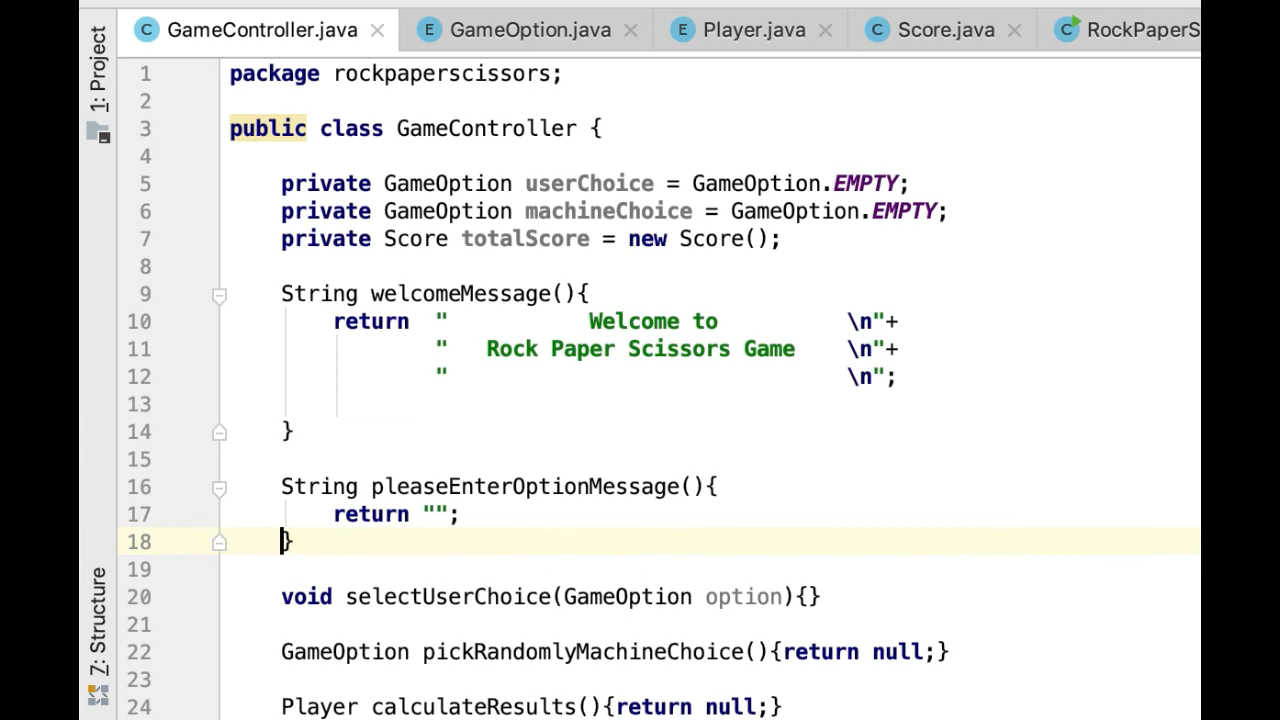 GameController.java GameOption.java Player.java Score.java RockPaperS
1: Project
7: Structure
1 package rockpaperscissors;
2
3 public class GameController {
4
5 private GameOption userChoice = GameOption.EMPTY;
6 private GameOption machineChoice = GameOption.EMPTY;
7 private Score totalScore = new Score();
8
9 String welcomeMessage(){
10 return "           Welcome to          \n"+
11 "   Rock Paper Scissors Game    \n"+
12 "                               \n";
13
14 }
15
16 String pleaseEnterOptionMessage(){
17 return "";
18 }
19
20 void selectUserChoice(GameOption option){}
21
22 GameOption pickRandomlyMachineChoice(){return null;}
23
24 Player calculateResults(){return null;}